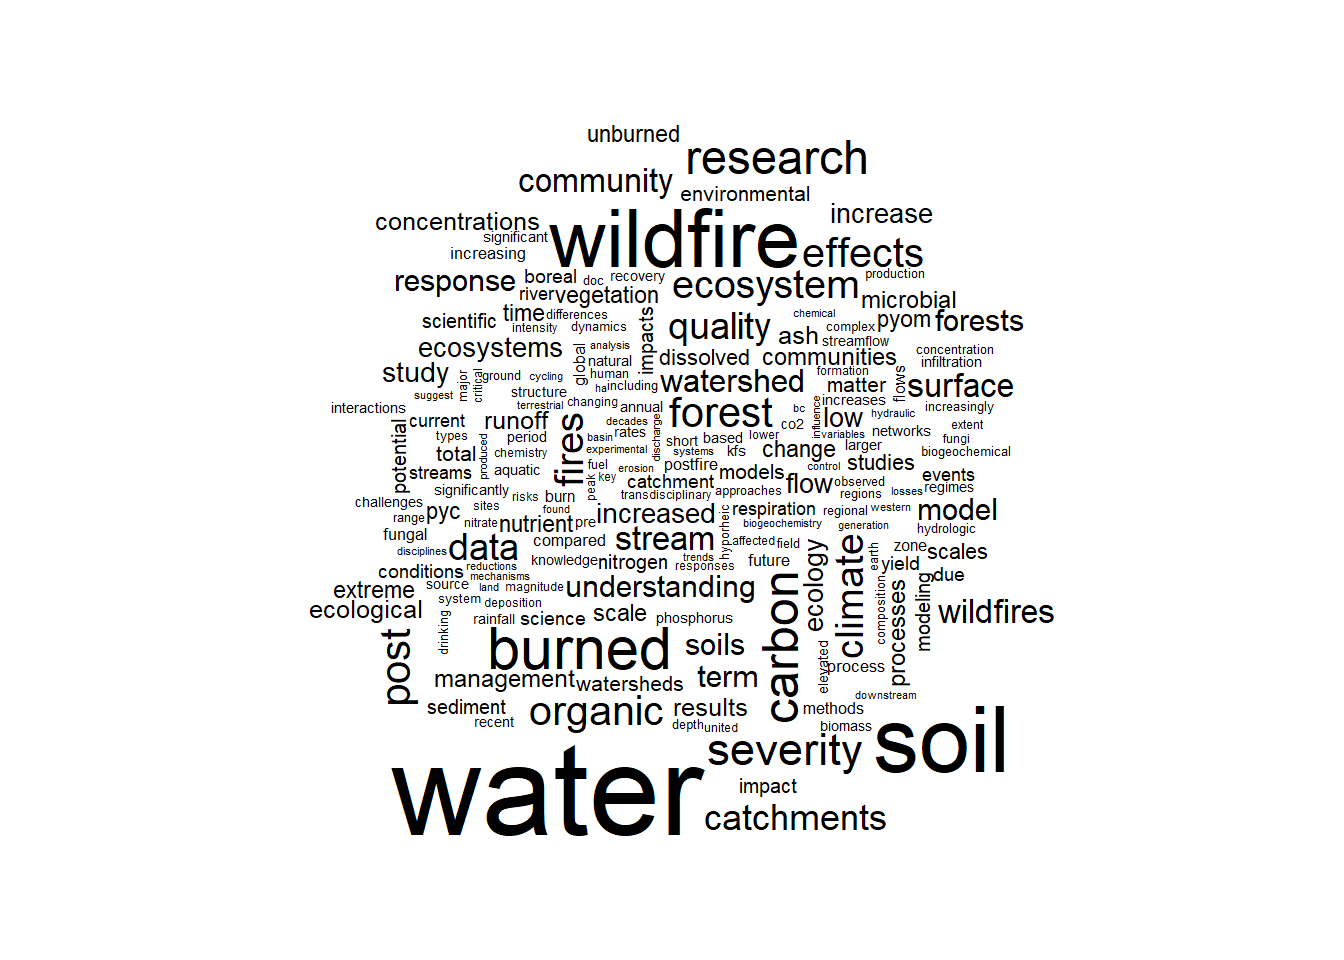 unburned
research
community
environmental
concentrations
wildfire
increase
significant
effects
increasing
response
boreal
doc
recovery
ecosystem
production
river
vegetation
microbial
scientific
time
differences
intensity
dynamics
impacts
quality
chemical
ash
complex
pyom
forests
streamflow
ecosystems
global
analysis
natural
dissolved
communities
concentration
infiltration
study
major
critical
ground
cycling
human
ha
including
watershed
formation
matter
flows
surface
suggest
structure
terrestrial
changing
annual
forest
bc
increases
increasingly
interactions
current
runoff
fires
decades
rates
discharge
co2
influence
low
hydraulic
extent
types
period
basin
short
based
lower
variables
networks
fungi
potential
total
produced
chemistry
experimental
systems
kfs
change
larger
biogeochemical
streams
aquatic
fuel
erosion
postfire
models
control
studies
events
key
catchment
flow
observed
significantly
risks
burn
peak
transdisciplinary
approaches
regions
losses
regimes
challenges
sites
found
increased
respiration
regional
western
model
range
pyc
nitrate
nutrient
pre
hyporheic
biogeochemistry
generation
hydrologic
fungal
data
compared
stream
affected
field
climate
earth
zone
scales
disciplines
reductions
knowledge
nitrogen
trends
responses
future
ecology
yield
due
conditions
mechanisms
extreme
source
land
magnitude
understanding
carbon
composition
processes
modeling
wildfires
ecological
system
deposition
rainfall
science
scale
phosphorus
drinking
post
burned
soils
elevated
process
management
watersheds
term
downstream
sediment
recent
organic
results
depth
united
methods
biomass
soil
water
severity
impact
catchments